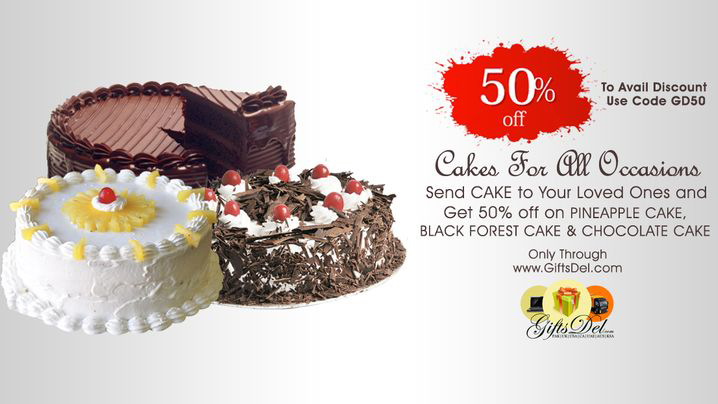 50%
off
To Avail Discount
Use Code GD50
Cakes For All Occasions
Send CAKE to Your Loved Ones and
Get 50% off on PINEAPPLE CAKE,
BLACK FOREST CAKE & CHOCOLATE CAKE
Only Through
www.GiftsDel.com
GiftsDel.com